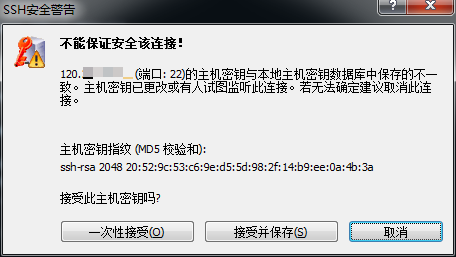 SSH安全警告
不能保证安全该连接！
120. (端口: 22)的主机密钥与本地主机密钥数据库中保存的不一
致。主机密钥已更改或有人试图监听此连接。若无法确定建议取消此连
接。
主机密钥指纹 (MD5 校验和):
ssh-rsa 2048 20:52:9c:53:c6:9e:d5:5d:98:2f:14:b9:ee:0a:4b:3a
接受此主机密钥吗?
一次性接受(O)
接受并保存(S)
取消